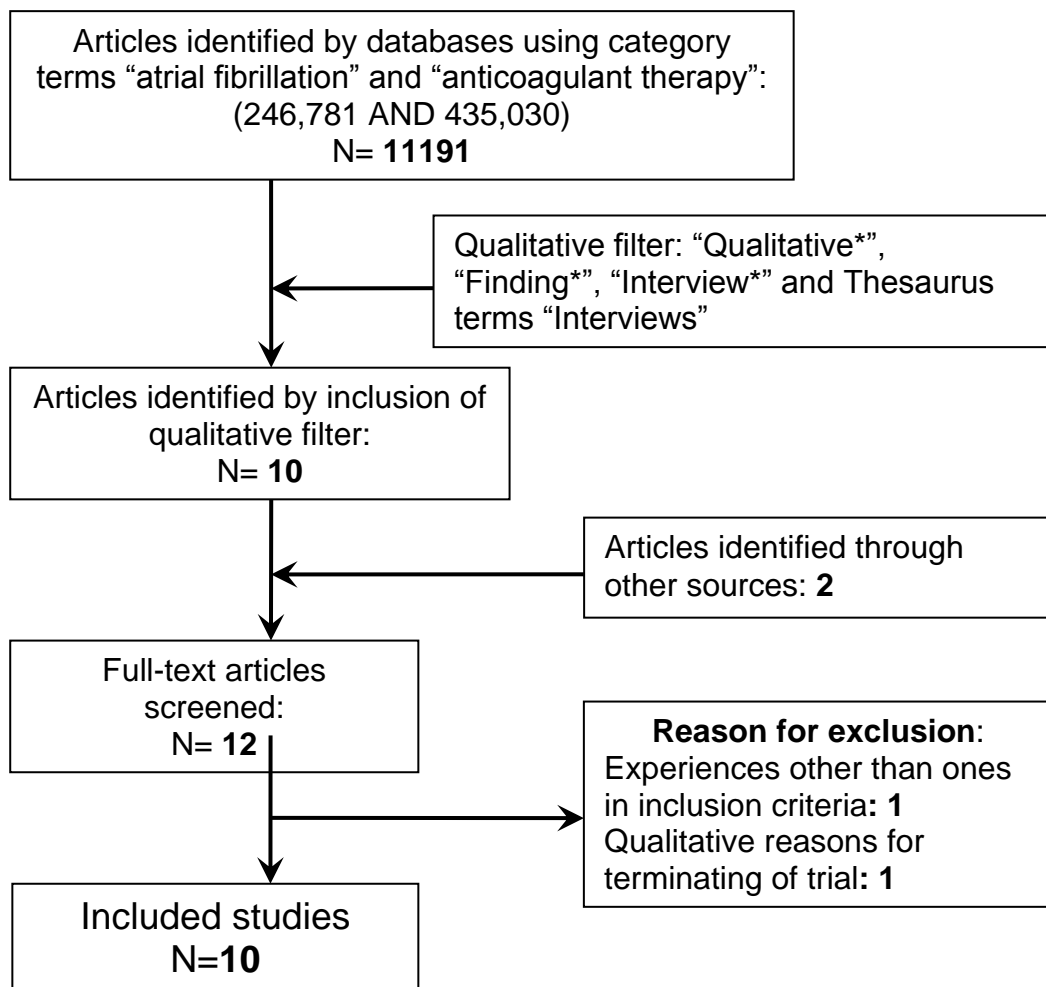 Articles identified by databases using category
terms “atrial fibrillation” and “anticoagulant therapy”:
(246,781 AND 435,030)
N= 11191
Qualitative filter: “Qualitative*”,
“Finding*”, “Interview*” and Thesaurus
terms “Interviews”
Articles identified by inclusion of
qualitative filter:
N= 10
Articles identified through
other sources: 2
Full-text articles
screened:
N= 12
Reason for exclusion:
Experiences other than ones
in inclusion criteria: 1
Qualitative reasons for
terminating of trial: 1
Included studies
N=10